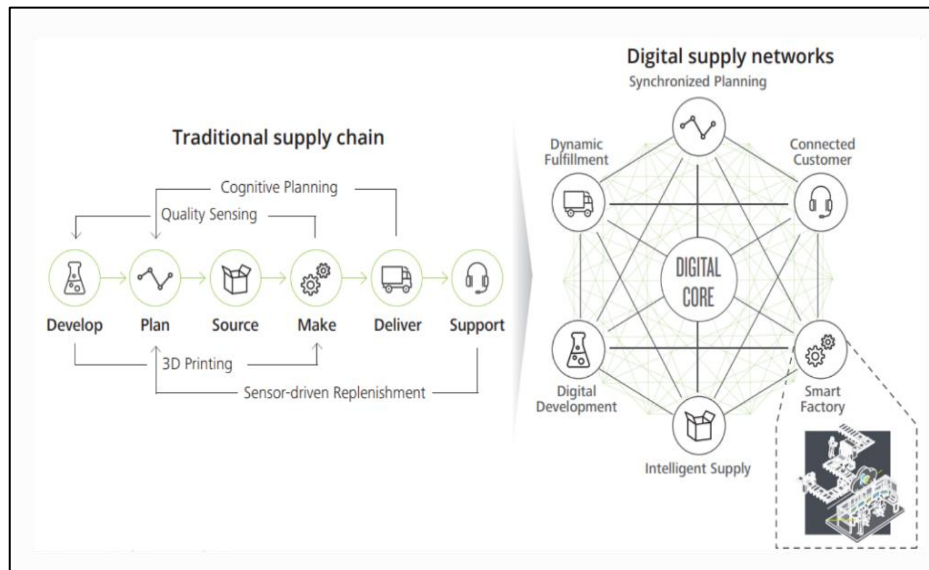 Digital supply networks
Synchronized Planning
Traditional supply chain
Dynamic
Fulfillment
Connected
Customer
Cognitive Planning
Quality Sensing
DIGITAL
CORE
Develop
Plan
Source
Make
Deliver
Support
3D Printing
Sensor-driven Replenishment
Digital
Development
Smart
Factory
Intelligent Supply